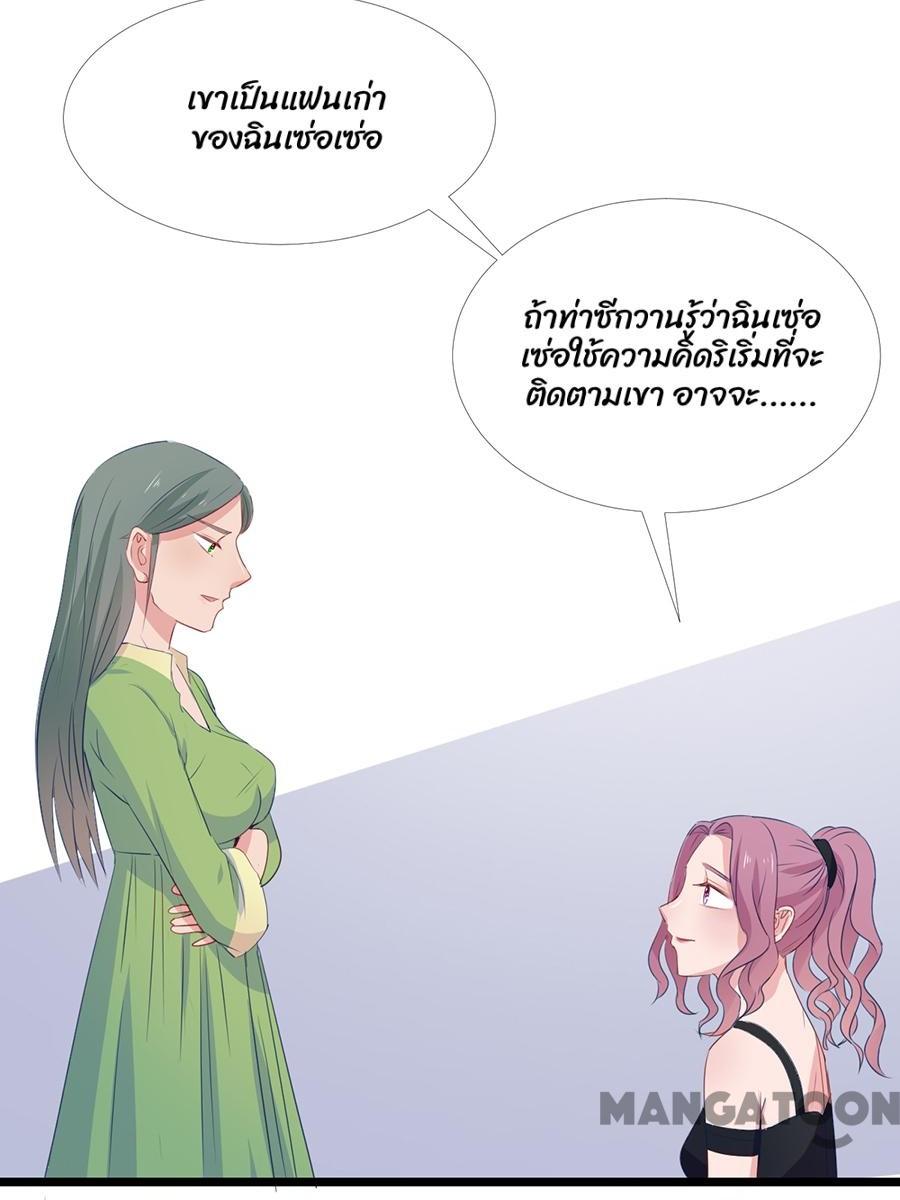 เขาเป็นแฟนเก่า
ของฉินเซ่อเซ่อ
ถ้าท่าซีกวานรู้ว่าฉินเซ่อ
เซ่อใช้ความคิดริเริ่มที่จะ
ติดตามเขา อาจจะ......
MANGATOON